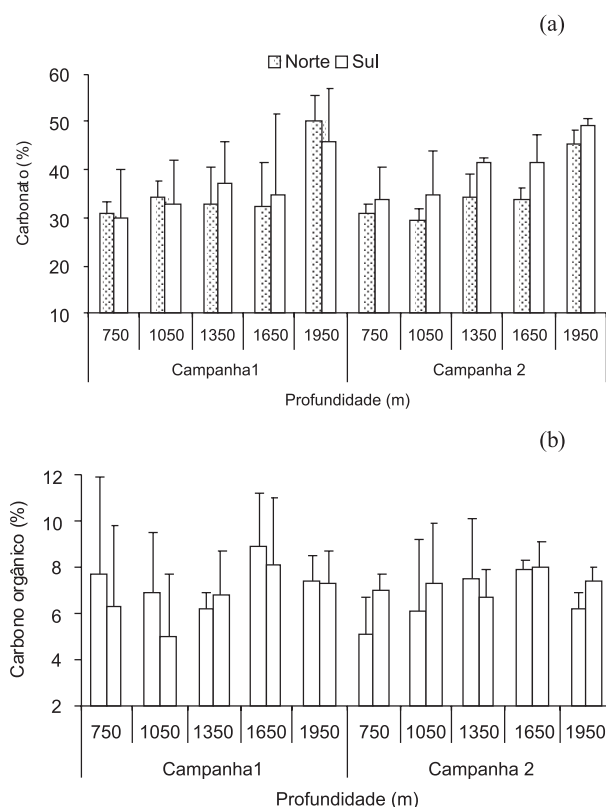 (a)
Norte Sul
60
50
40
30
20
10
Carbonato (%)
750 1050 1350 1650 1950 750 1050 1350 1650 1950
Campanha1 Campanha 2
Profundidade (m)
(b)
12
10
8
6
4
2
Carbono orgânico (%)
750 1050 1350 1650 1950 750 1050 1350 1650 1950
Campanha1 Campanha 2
Profundidade (m)